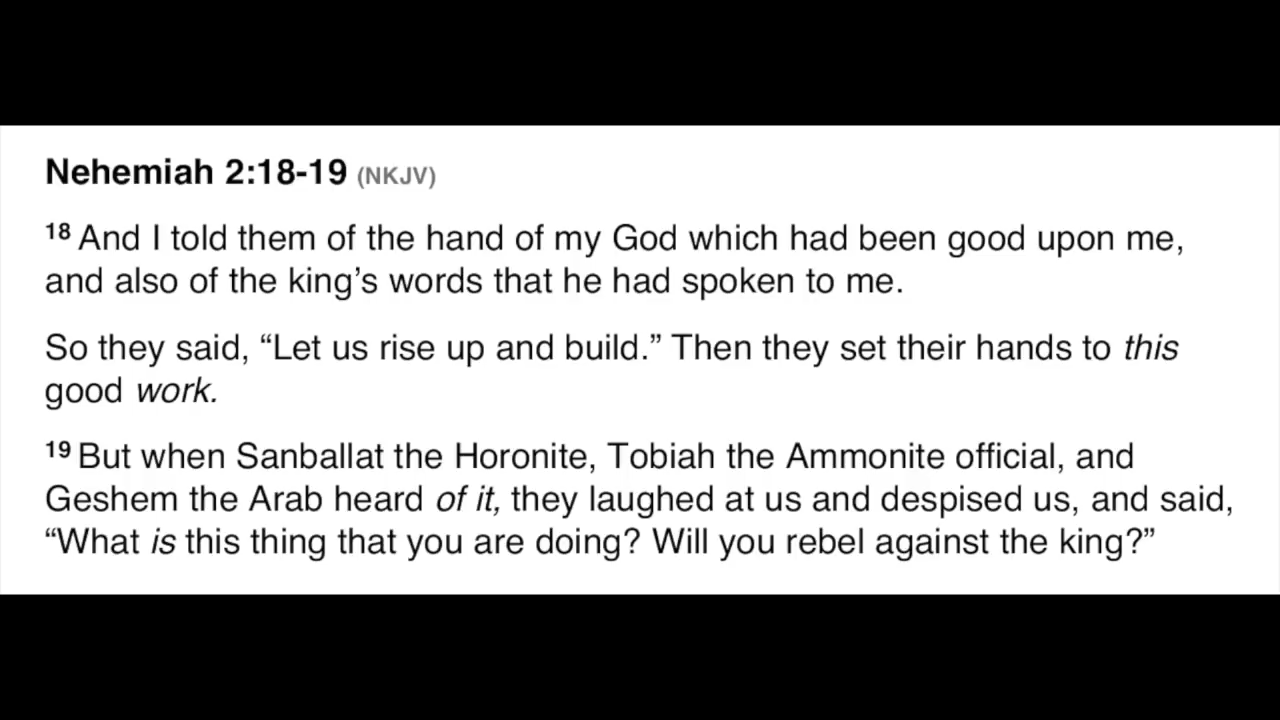 Nehemiah 2:18-19 (NKJV)
18 And I told them of the hand of my God which had been good upon me,
and also of the king’s words that he had spoken to me.
So they said, “Let us rise up and build.” Then they set their hands to this
good work.
19 But when Sanballat the Horonite, Tobiah the Ammonite official, and
Geshem the Arab heard of it, they laughed at us and despised us, and said,
“What is this thing that you are doing? Will you rebel against the king?”